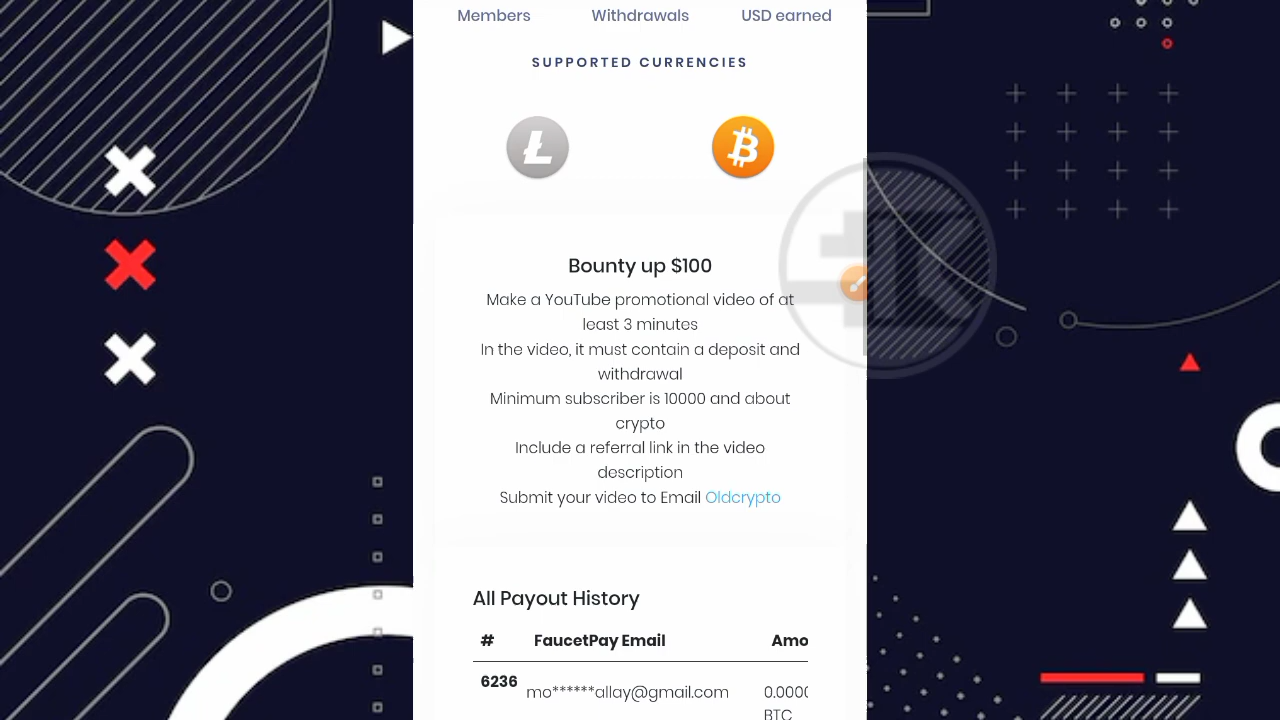 Members Withdrawals USD earned
SUPPORTED CURRENCIES
Bounty up $100
Make a YouTube promotional video of at
least 3 minutes
In the video, it must contain a deposit and
withdrawal
Minimum subscriber is 10000 and about
crypto
Include a referral link in the video
description
Submit your video to Email Oldcrypto
All Payout History
# FaucetPay Email Amo
6236 mo******allay@gmail.com 0.000
BTC